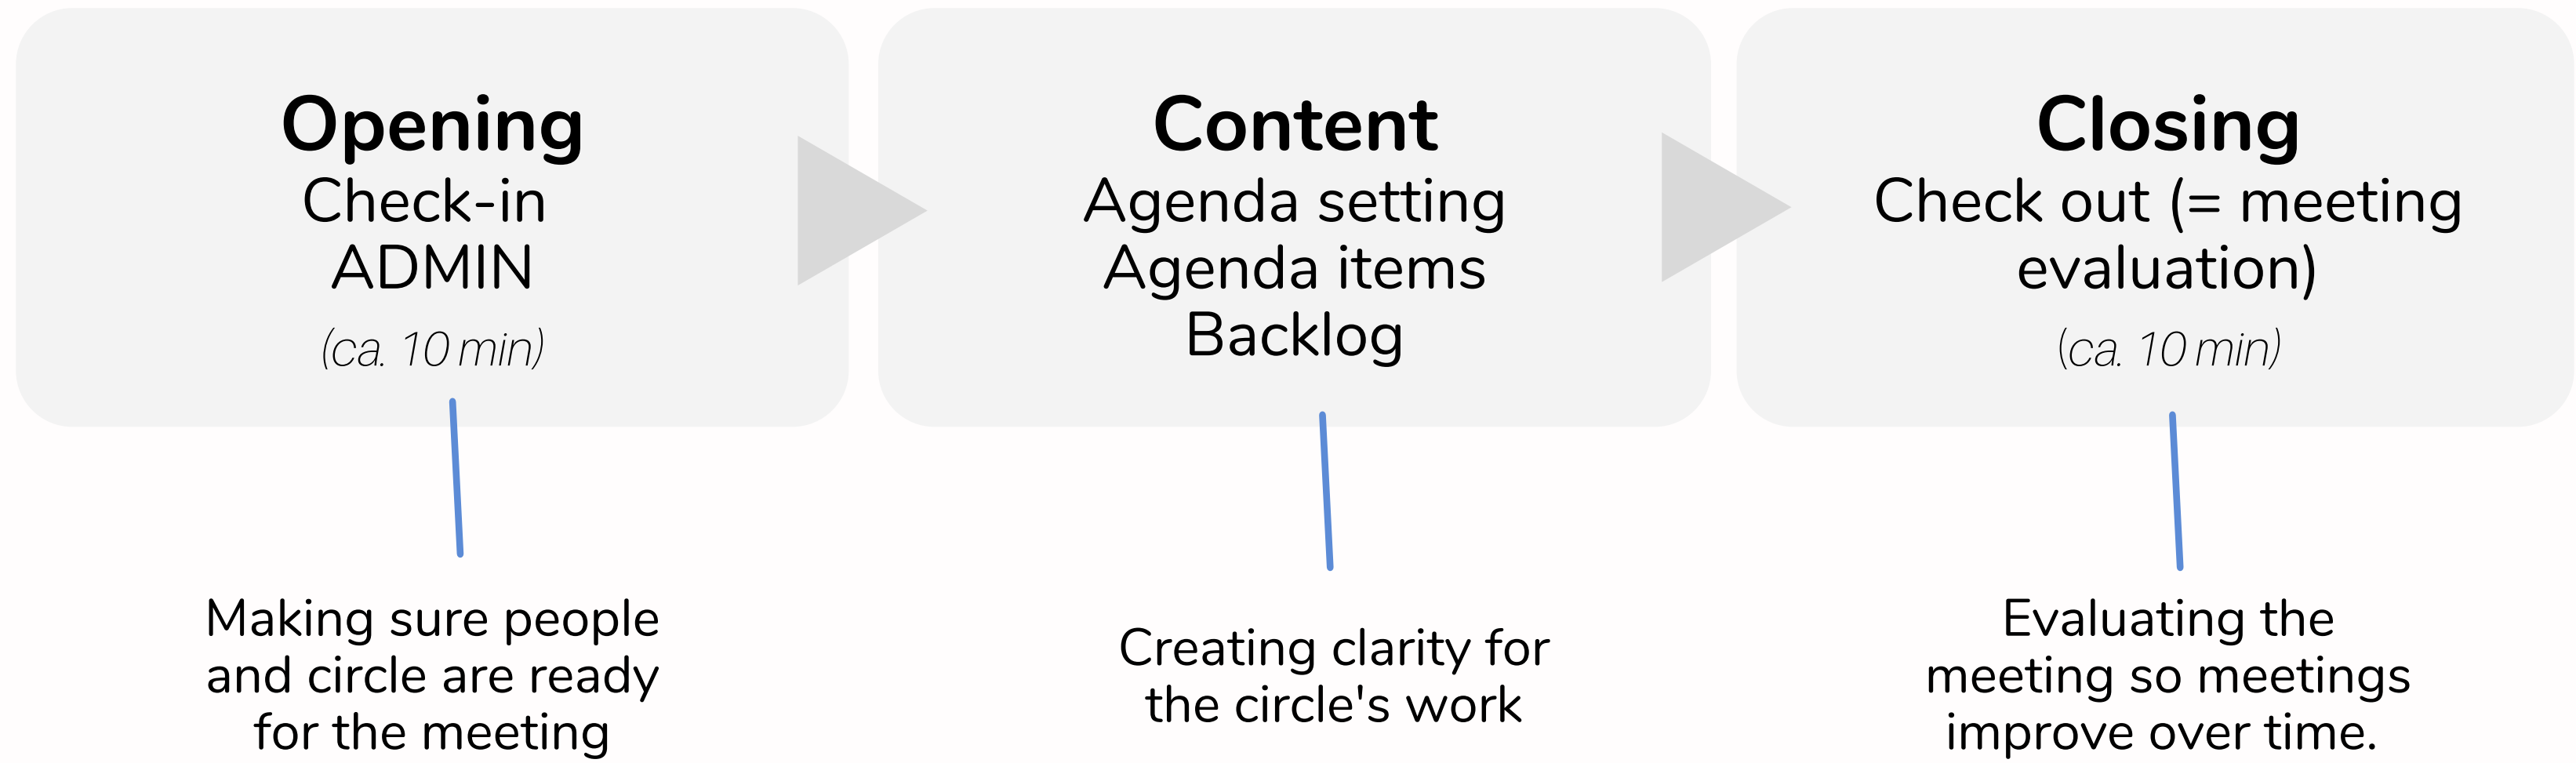 Opening
Check-in
ADMIN
(ca. 10 min)
Making sure people
and circle are ready
for the meeting
Content
Agenda setting
Agenda items
Backlog
Creating clarity for
the circle's work
Closing
Check out (= meeting
evaluation)
(ca. 10 min)
Evaluating the
meeting so meetings
improve over time.